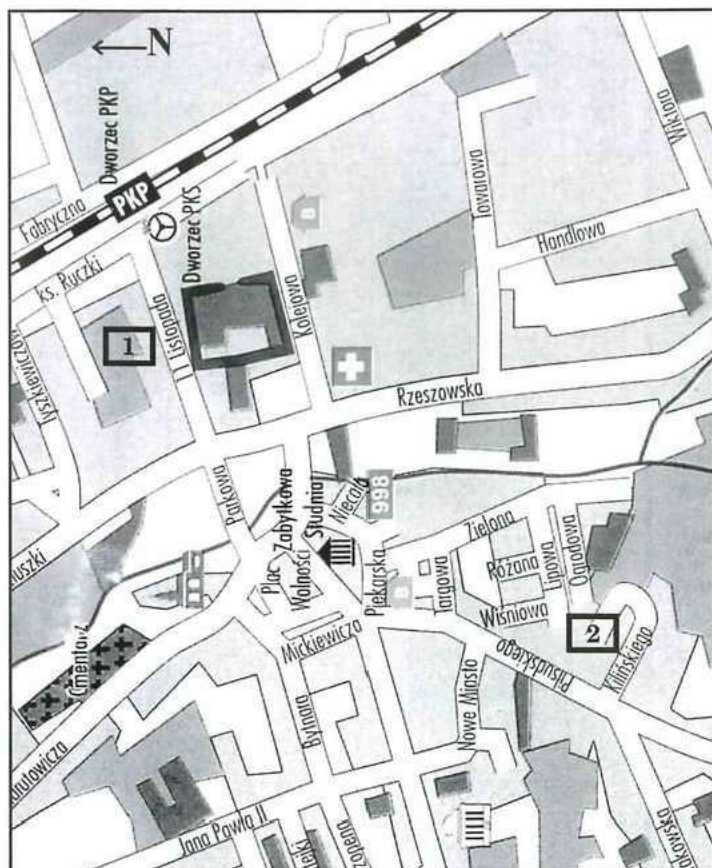 N
Dworzec PKP
Fabryczna
PKP
ks. Ruczki
Dworzec PKS
11 Listopada
1
Kolejowa
B
Towarowa
Wiktora
Handlowa
Rzeszowska
Parkowa
Zabytkowa
Studnia
Niecała
998
Plac
Wolności
Piekarska
B
Zielona
Targowa
Różana
Lipowa
Ogrodowa
Wiśniowa
2
Kilińskiego
Piłsudskiego
Cmentarz
Mickiewicza
Bytnara
Nowe Miasto
Jana Pawła II